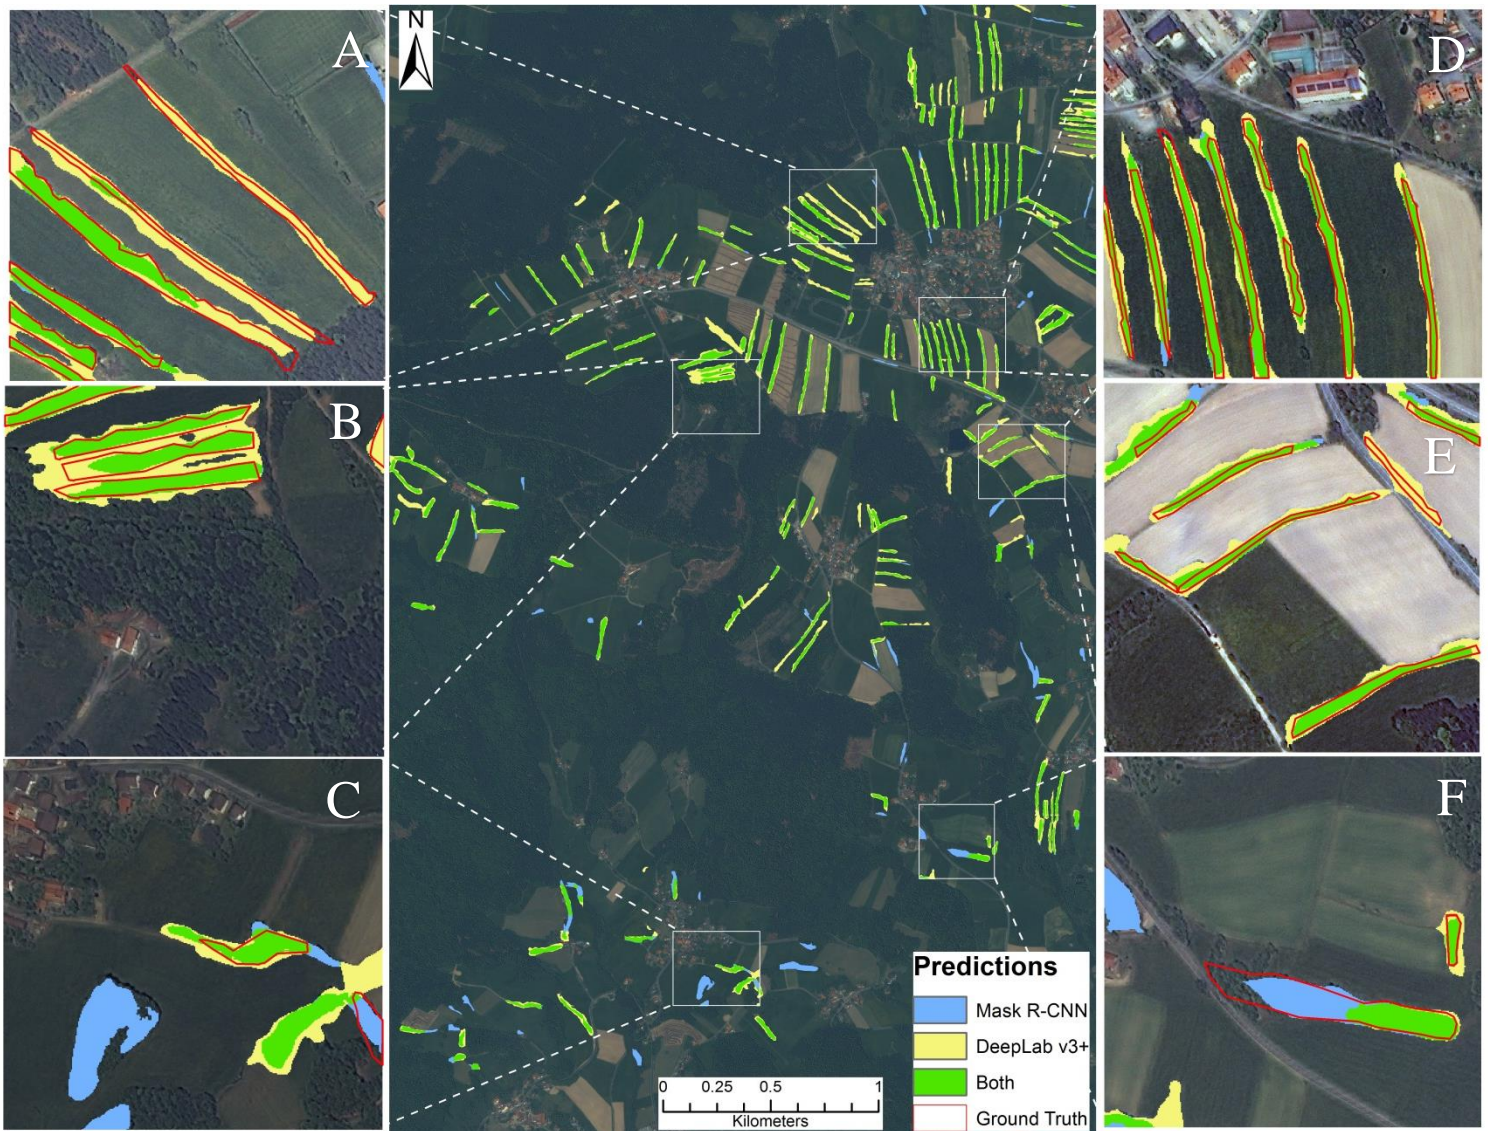 A
B
C
N
D
E
F
Predictions
Mask R-CNN
DeepLab v3+
Both
Ground Truth
0 0.25 0.5 1
Kilometers